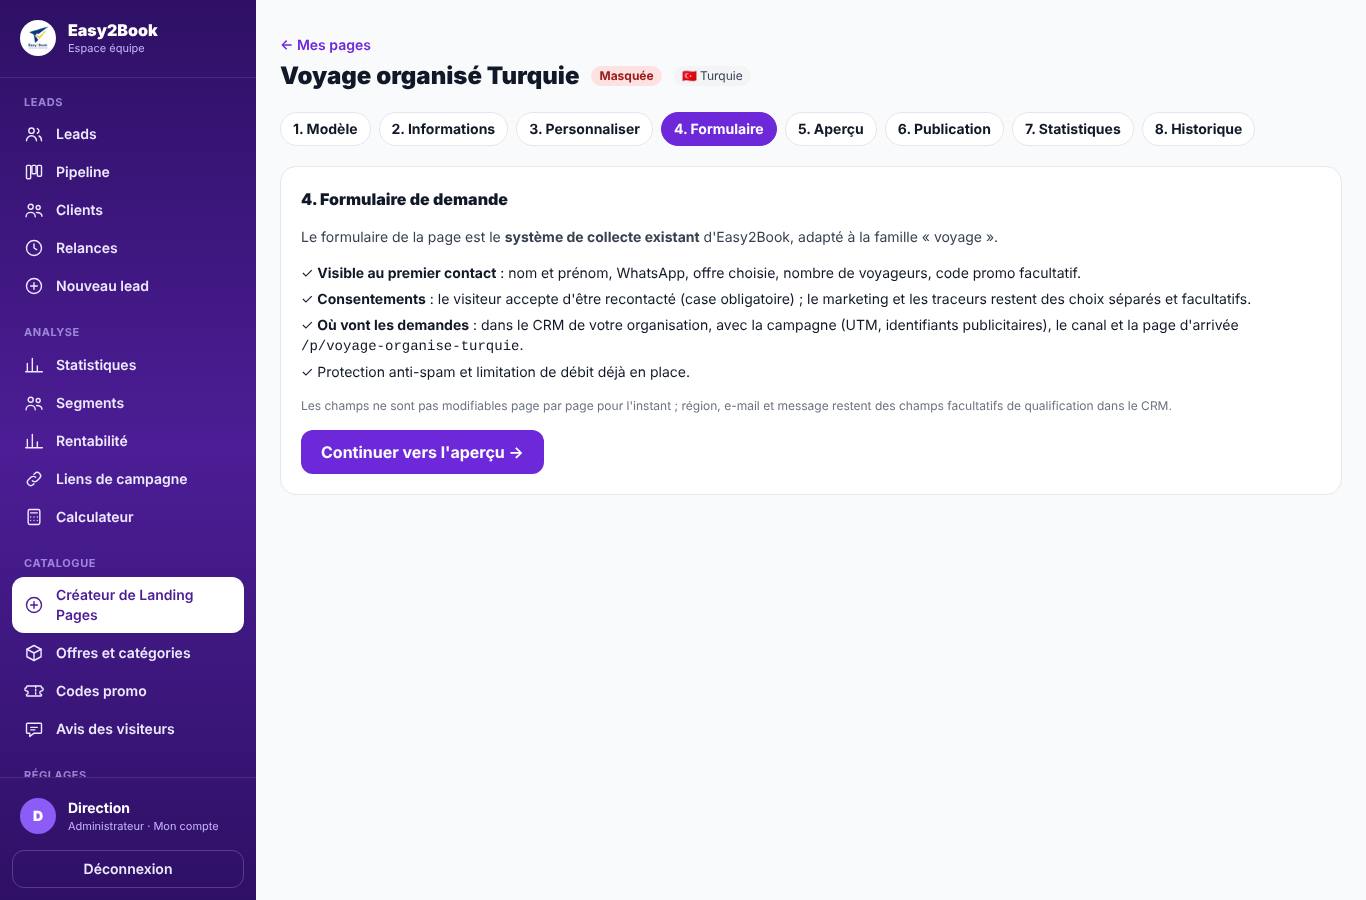 Easy2Book
Espace équipe
LEADS
Leads
Pipeline
Clients
Relances
Nouveau lead
ANALYSE
Statistiques
Segments
Rentabilité
Liens de campagne
Calculateur
CATALOGUE
Créateur de Landing
Pages
Offres et catégories
Codes promo
Avis des visiteurs
RÉGLAGES
D
Direction
Administrateur · Mon compte
Déconnexion
← Mes pages
Voyage organisé Turquie Masquée 🇹🇷 Turquie
1. Modèle 2. Informations 3. Personnaliser 4. Formulaire 5. Aperçu 6. Publication 7. Statistiques 8. Historique
4. Formulaire de demande
Le formulaire de la page est le système de collecte existant d'Easy2Book, adapté à la famille « voyage ».
✓ Visible au premier contact : nom et prénom, WhatsApp, offre choisie, nombre de voyageurs, code promo facultatif.
✓ Consentements : le visiteur accepte d'être recontacté (case obligatoire) ; le marketing et les traceurs restent des choix séparés et facultatifs.
✓ Où vont les demandes : dans le CRM de votre organisation, avec la campagne (UTM, identifiants publicitaires), le canal et la page d'arrivée
/p/voyage-organise-turquie.
✓ Protection anti-spam et limitation de débit déjà en place.
Les champs ne sont pas modifiables page par page pour l'instant ; région, e-mail et message restent des champs facultatifs de qualification dans le CRM.
Continuer vers l'aperçu →